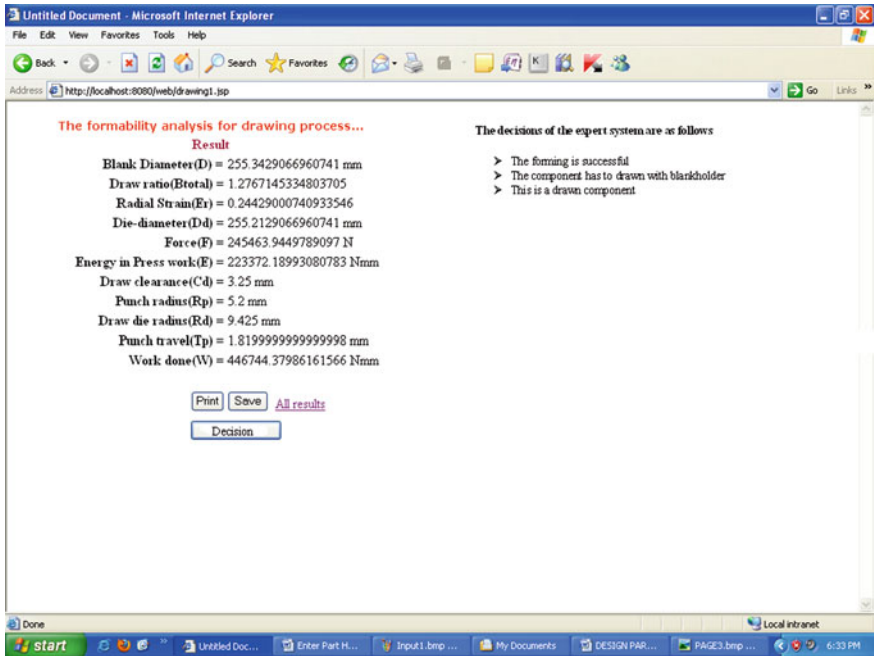 Untitled Document - Microsoft Internet Explorer
File Edit View Favorites Tools Help
Back Search Favorites
Address http://localhost:8080/web/drawing1.jsp Go Links »
The formability analysis for drawing process...
Result
Blank Diameter(D) = 255.3429066960741 mm
Draw ratio(Btotal) = 1.2767145334803705
Radial Strain(Er) = 0.24429000740933546
Die-diameter(Dd) = 255.2129066960741 mm
Force(F) = 245463.9449789097 N
Energy in Press work(E) = 223372.18993080783 Nmm
Draw clearance(Cd) = 3.25 mm
Punch radius(Rp) = 5.2 mm
Draw die radius(Rd) = 9.425 mm
Punch travel(Tp) = 1.8199999999999998 mm
Work done(W) = 446744.37986161566 Nmm
Print Save All results
Decision
The decisions of the expert system are as follows
➢ The forming is successful
➢ The component has to drawn with blankholder
➢ This is a drawn component
Done Local intranet
start » Untitled Doc... Enter Part H... Input1.bmp ... My Documents DESIGN PAR... PAGE3.bmp ... 6:33 PM